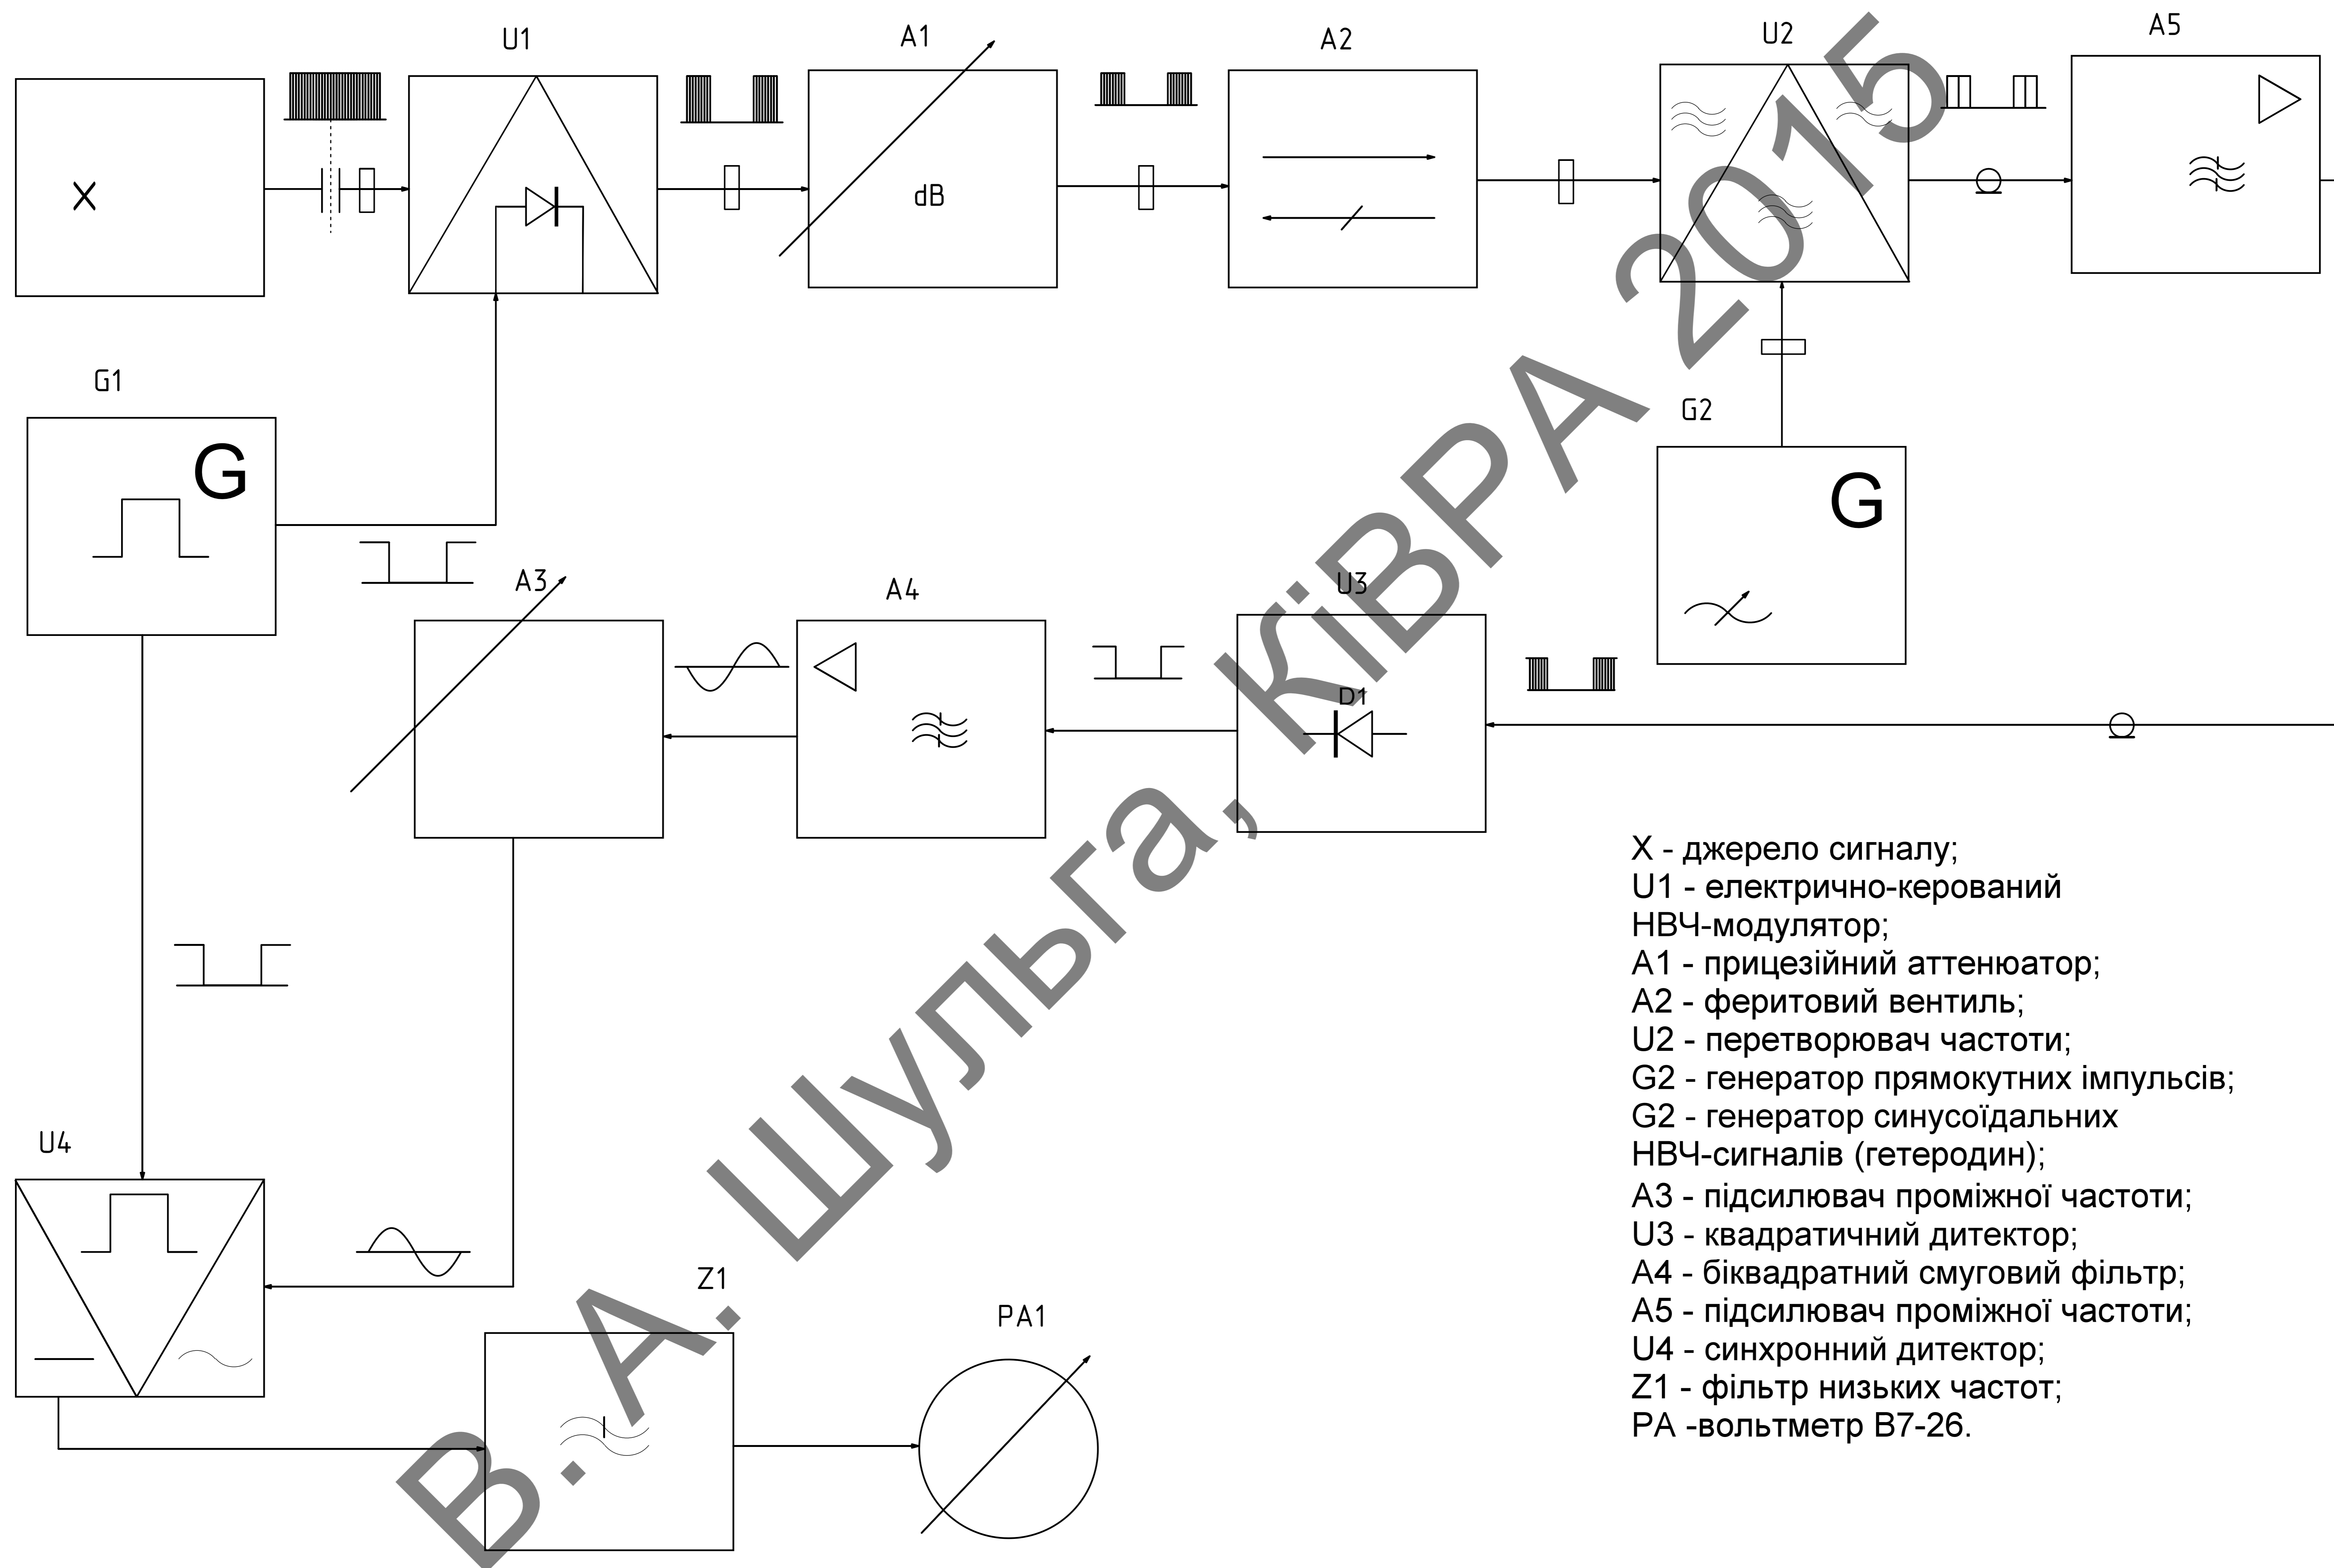 U1
A1
A2
U2
A5
X
dB
G1
G
G2
G
A3
A4
U3
D1
U4
Z1
PA1
X - джерело сигналу;
U1 - електрично-керований
НВЧ-модулятор;
A1 - прицезійний аттенюатор;
A2 - феритовий вентиль;
U2 - перетворювач частоти;
G2 - генератор прямокутних імпульсів;
G2 - генератор синусоїдальних
НВЧ-сигналів (гетеродин);
A3 - підсилювач проміжної частоти;
U3 - квадратичний дитектор;
A4 - біквадратний смуговий фільтр;
A5 - підсилювач проміжної частоти;
U4 - синхронний дитектор;
Z1 - фільтр низьких частот;
PA -вольтметр В7-26.
В.А. Шульга, КіВРА 2015